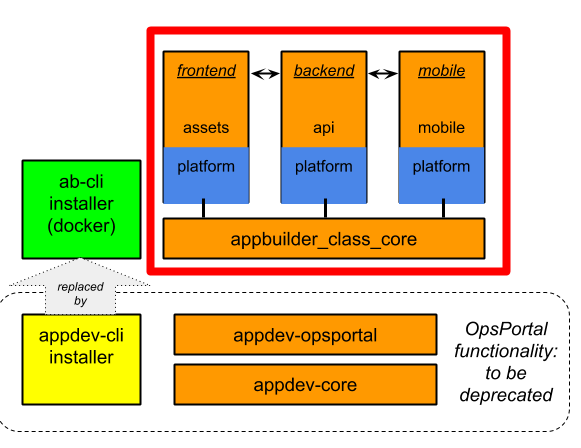 frontend
backend
mobile
assets
api
mobile
platform
platform
platform
appbuilder_class_core
ab-cli
installer
(docker)
replaced
by
appdev-cli
installer
appdev-opsportal
appdev-core
OpsPortal
functionality:
to be
deprecated